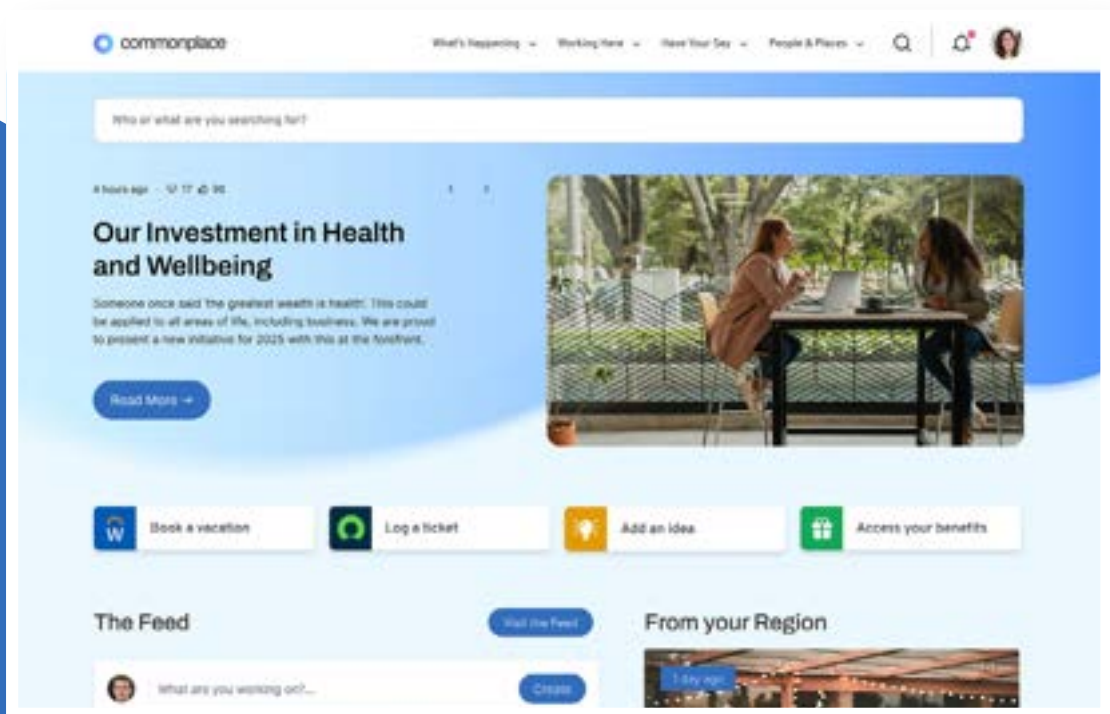 commonplace
What's Happening
Working Here
Have Your Say
People & Places
Who or what are you searching for?
4 hours ago · 17 96
Our Investment in Health
and Wellbeing
Someone once said 'the greatest wealth is health'. This could
be applied to all areas of life, including business. We are proud
to present a new initiative for 2025 with this at the forefront.
Read More →
W
Book a vacation
Log a ticket
Add an idea
Access your benefits
The Feed
Visit the Feed
From your Region
What are you working on?...
Create
1 day ago